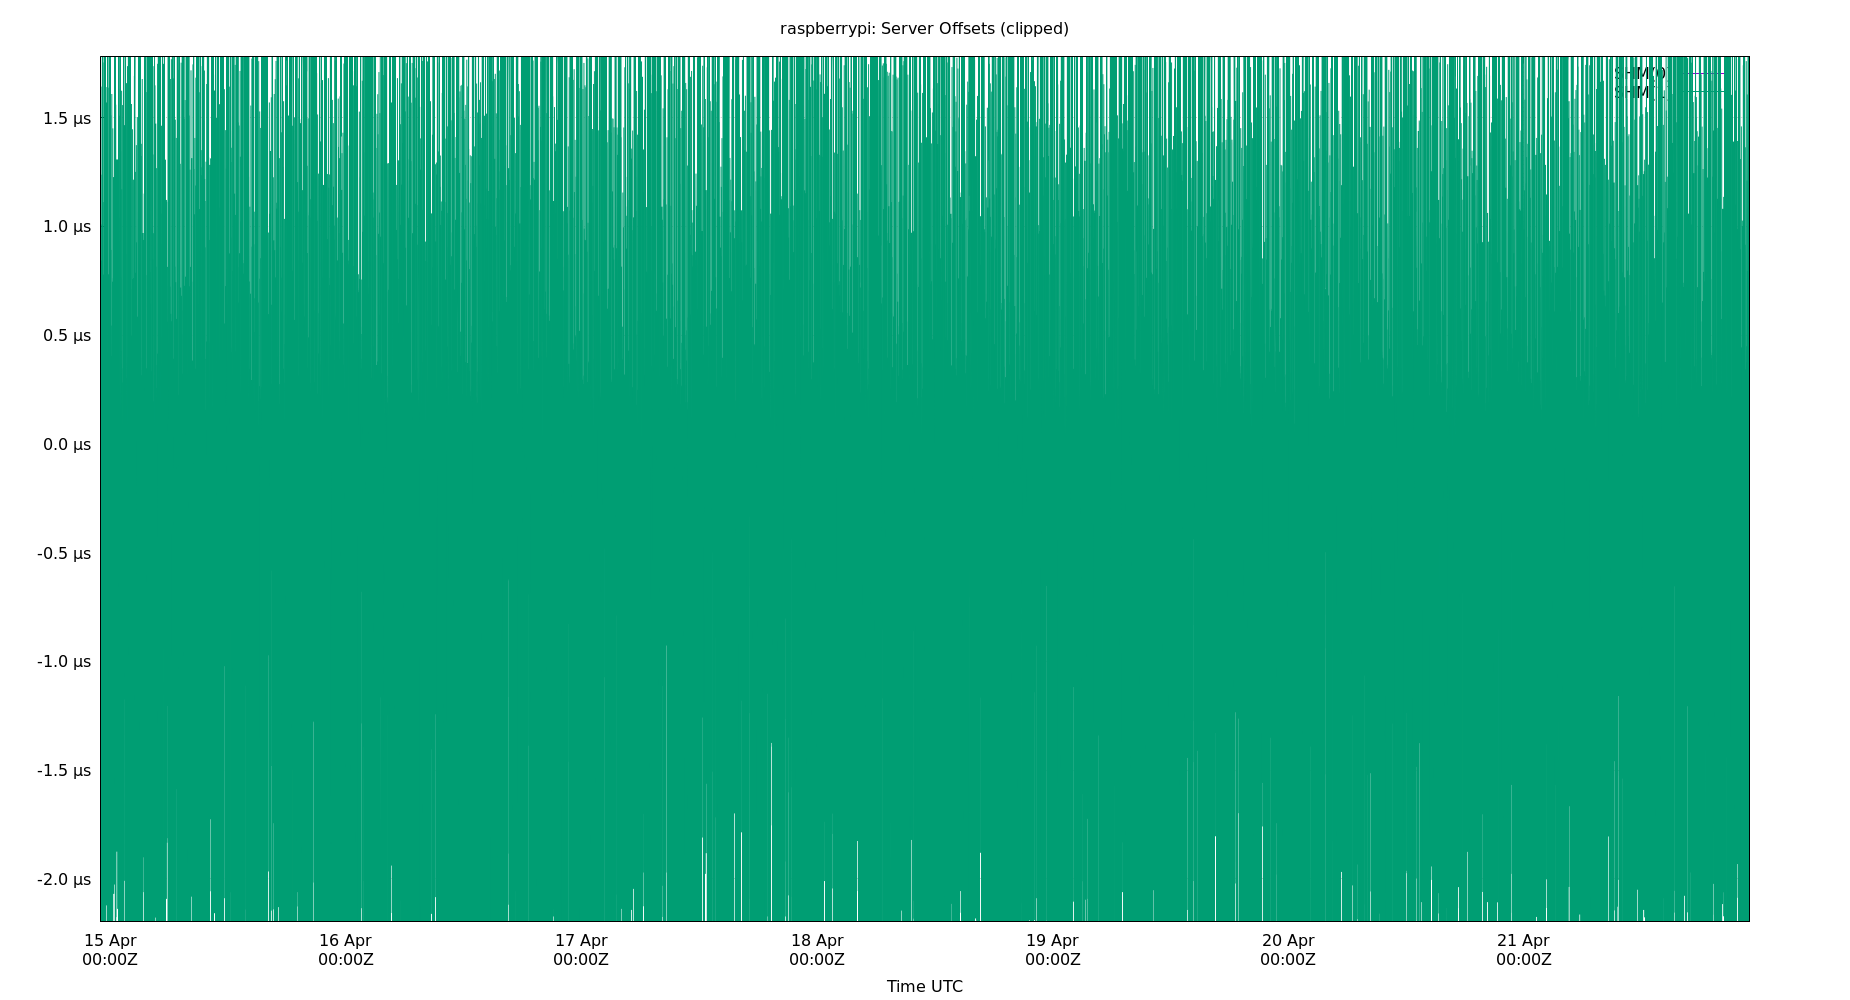 raspberrypi: Server Offsets (clipped)
1.5 µs
1.0 µs
0.5 µs
0.0 µs
-0.5 µs
-1.0 µs
-1.5 µs
-2.0 µs
SHM(0)
15 Apr 16 Apr 17 Apr 18 Apr 19 Apr 20 Apr 21 Apr
00:00Z 00:00Z 00:00Z 00:00Z 00:00Z 00:00Z 00:00Z
Time UTC